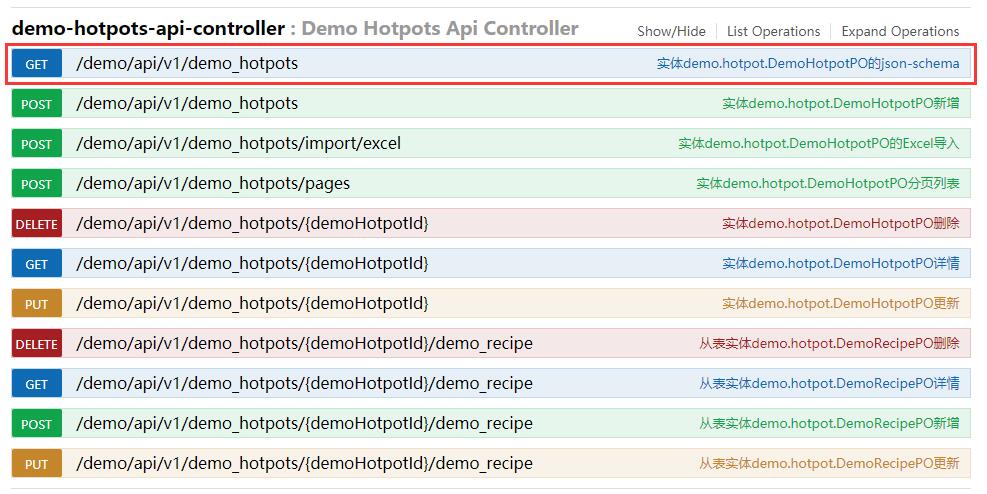 demo-hotpots-api-controller : Demo Hotpots Api Controller Show/Hide List Operations Expand Operations
GET /demo/api/v1/demo_hotpots 实体demo.hotpot.DemoHotpotPO的json-schema
POST /demo/api/v1/demo_hotpots 实体demo.hotpot.DemoHotpotPO新增
POST /demo/api/v1/demo_hotpots/import/excel 实体demo.hotpot.DemoHotpotPO的Excel导入
POST /demo/api/v1/demo_hotpots/pages 实体demo.hotpot.DemoHotpotPO分页列表
DELETE /demo/api/v1/demo_hotpots/{demoHotpotId} 实体demo.hotpot.DemoHotpotPO删除
GET /demo/api/v1/demo_hotpots/{demoHotpotId} 实体demo.hotpot.DemoHotpotPO详情
PUT /demo/api/v1/demo_hotpots/{demoHotpotId} 实体demo.hotpot.DemoHotpotPO更新
DELETE /demo/api/v1/demo_hotpots/{demoHotpotId}/demo_recipe 从表实体demo.hotpot.DemoRecipePO删除
GET /demo/api/v1/demo_hotpots/{demoHotpotId}/demo_recipe 从表实体demo.hotpot.DemoRecipePO详情
POST /demo/api/v1/demo_hotpots/{demoHotpotId}/demo_recipe 从表实体demo.hotpot.DemoRecipePO新增
PUT /demo/api/v1/demo_hotpots/{demoHotpotId}/demo_recipe 从表实体demo.hotpot.DemoRecipePO更新